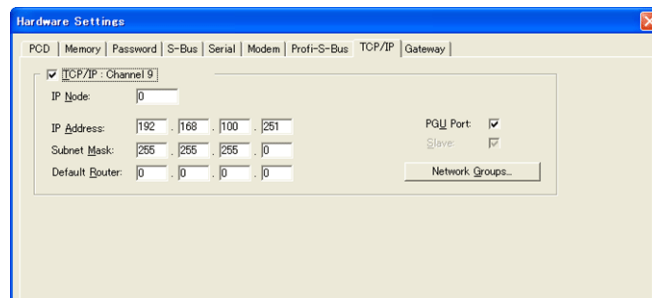 Hardware Settings
PCD Memory Password S-Bus Serial Modem Profi-S-Bus TCP/IP Gateway
TCP/IP : Channel 9
IP Node: 0
IP Address: 192 . 168 . 100 . 251 PGU Port:
Subnet Mask: 255 . 255 . 255 . 0 Slave:
Default Router: 0 . 0 . 0 . 0 Network Groups...